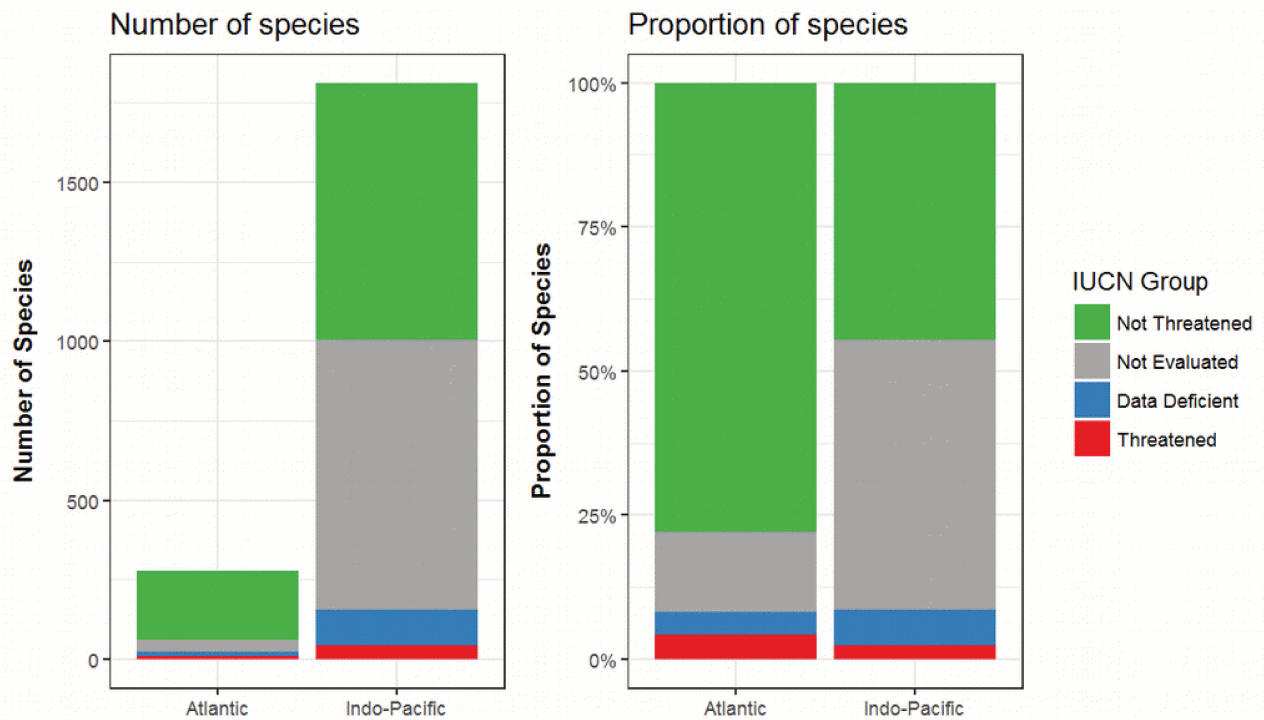 Number of species
Number of Species
1500
1000
500
0
Atlantic
Indo-Pacific
Proportion of species
Proportion of Species
100%
75%
50%
25%
0%
Atlantic
Indo-Pacific
IUCN Group
Not Threatened
Not Evaluated
Data Deficient
Threatened